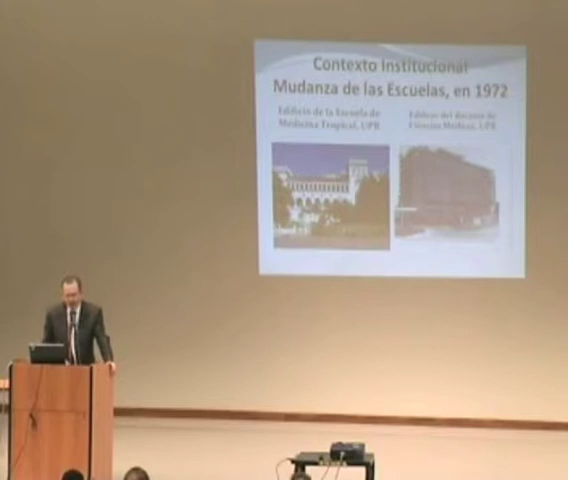 Contexto Institucional
Mudanza de las Escuelas, en 1972
Edificio de la Escuela de
Medicina Tropical, UPR
Edificio del Recinto de
Ciencias Médicas, UPR